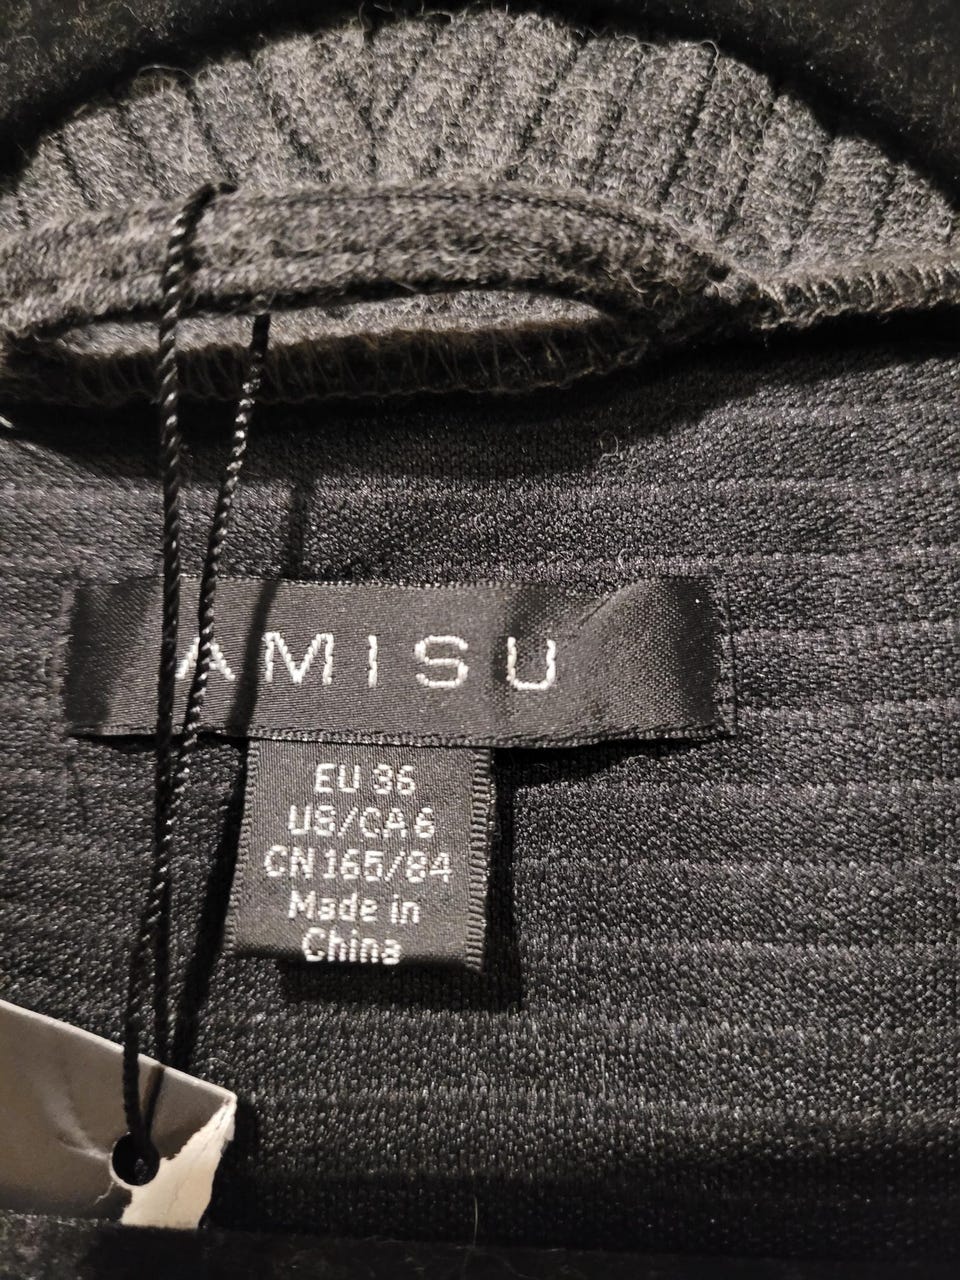 AMISU
EU 36
US/CA 6
CN 165/84
Made in
China